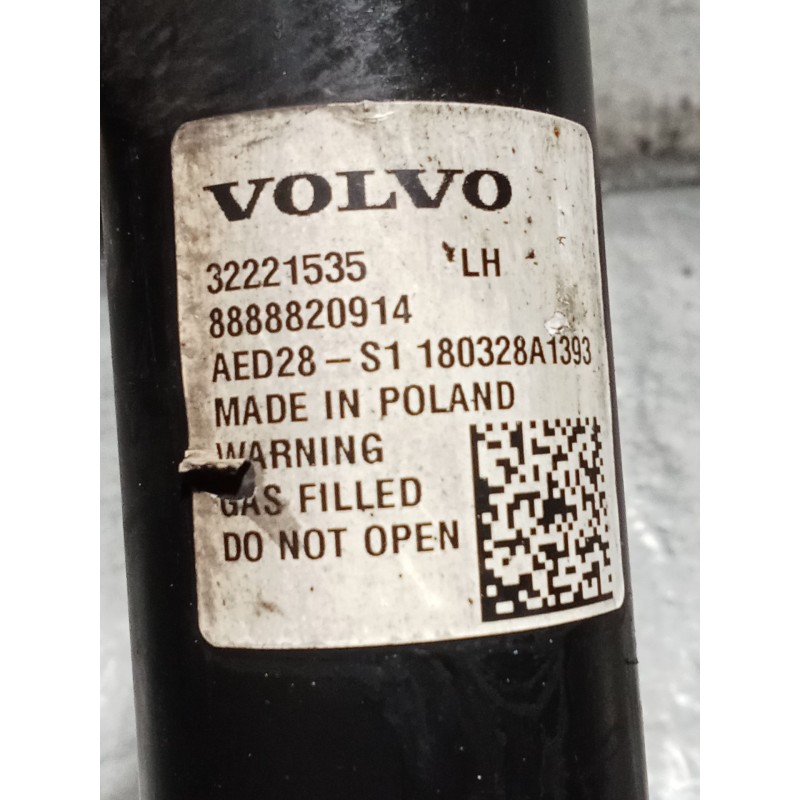 VOLVO
32221535 LH
8888820914
AED28-S1 180328A1393
MADE IN POLAND
WARNING
GAS FILLED
DO NOT OPEN